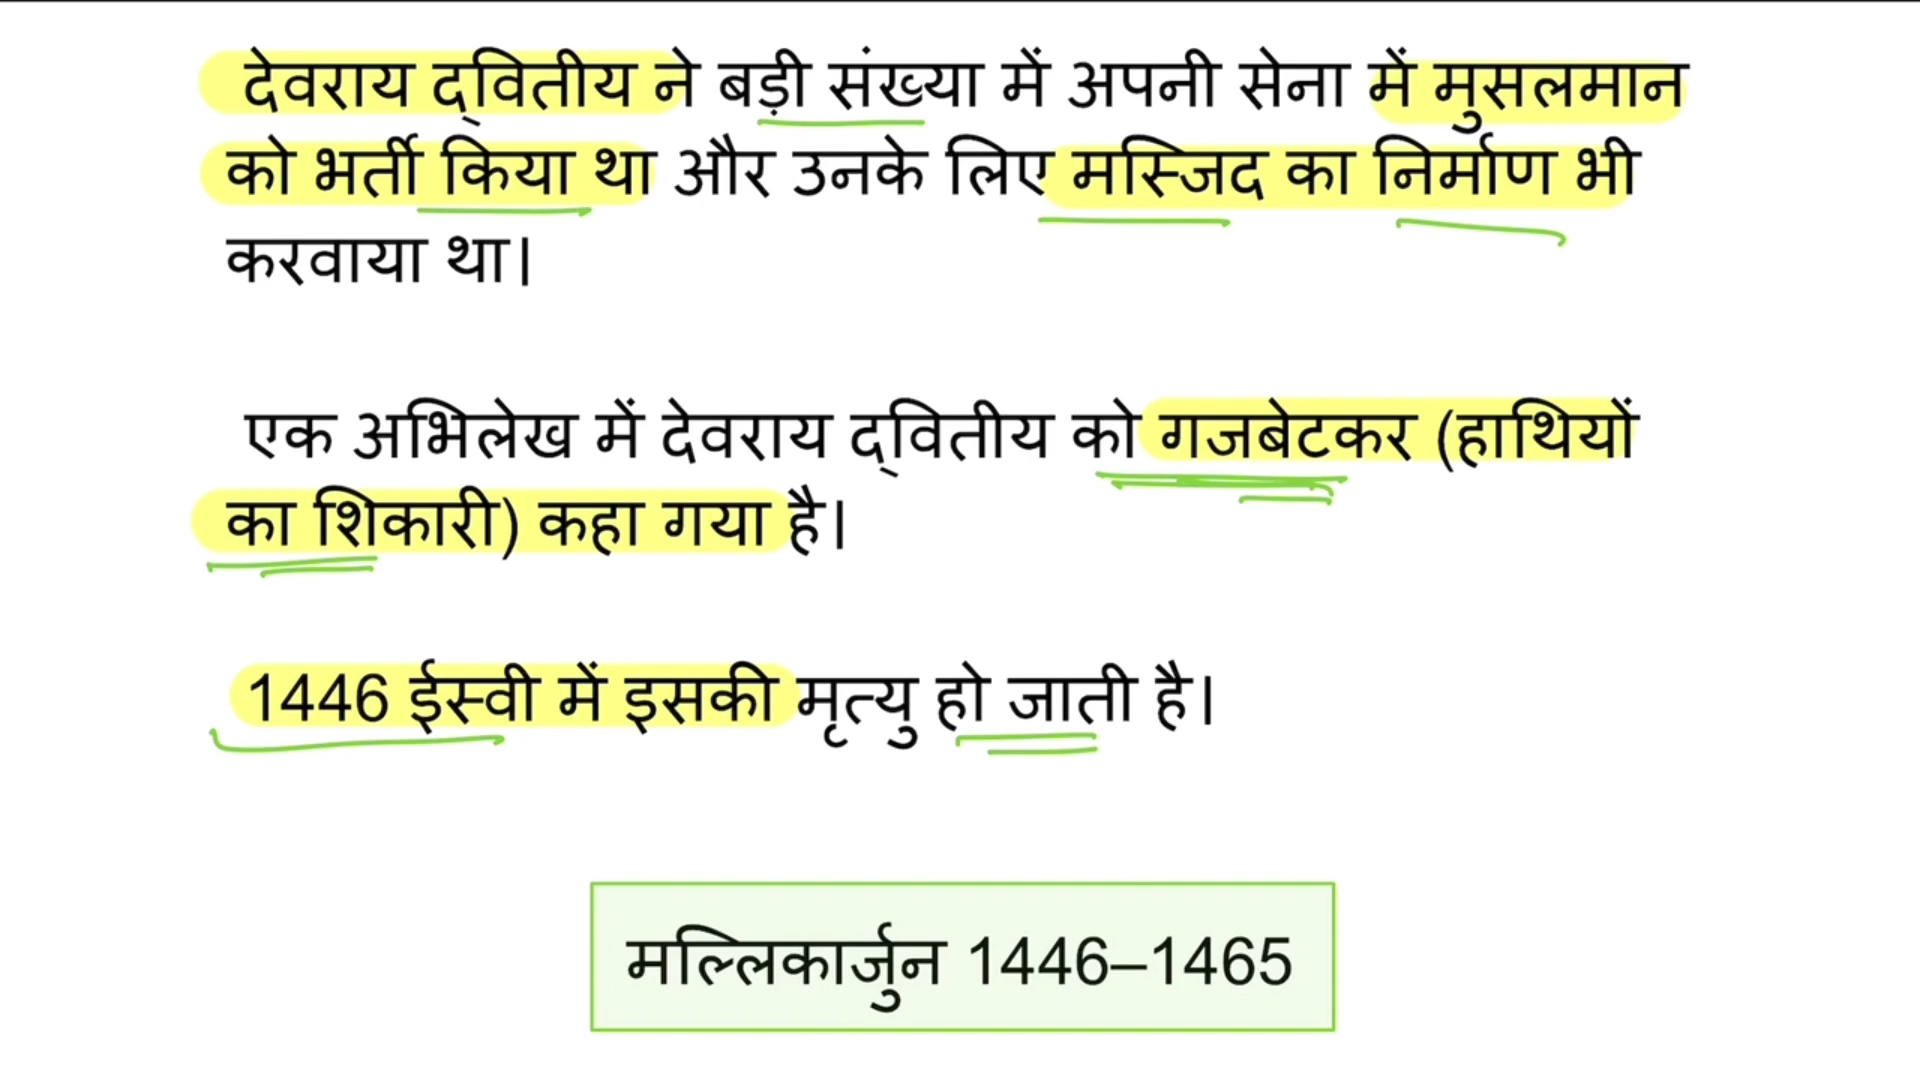 देवराय द्वितीय ने बड़ी संख्या में अपनी सेना में मुसलमान
को भर्ती किया था और उनके लिए मस्जिद का निर्माण भी
करवाया था।
एक अभिलेख में देवराय द्वितीय को गजबेटकर (हाथियों
का शिकारी) कहा गया है।
1446 ईस्वी में इसकी मृत्यु हो जाती है।
मल्लिकार्जुन 1446–1465